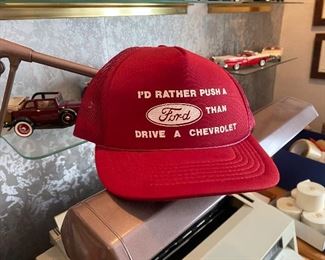 I'D RATHER PUSH A
Ford THAN
DRIVE A CHEVROLET